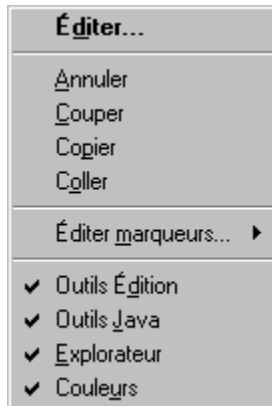 Éditer...
Annuler
Couper
Copier
Coller
Éditer marqueurs...
Outils Édition
Outils Java
Explorateur
Couleurs